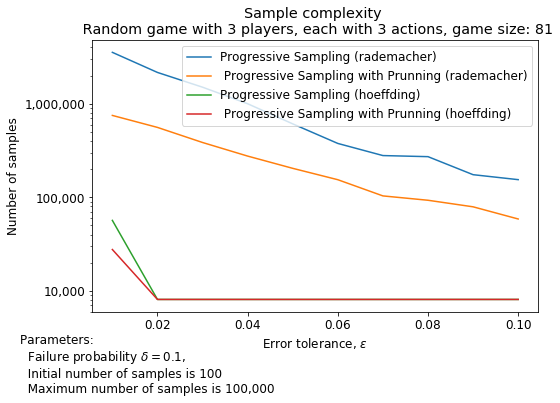 Sample complexity
Random game with 3 players, each with 3 actions, game size: 81
Progressive Sampling (rademacher)
Progressive Sampling with Prunning (rademacher)
Progressive Sampling (hoeffding)
Progressive Sampling with Prunning (hoeffding)
Number of samples
1,000,000
100,000
10,000
0.02 0.04 0.06 0.08 0.10
Error tolerance, ε
Parameters:
Failure probability δ = 0.1,
Initial number of samples is 100
Maximum number of samples is 100,000